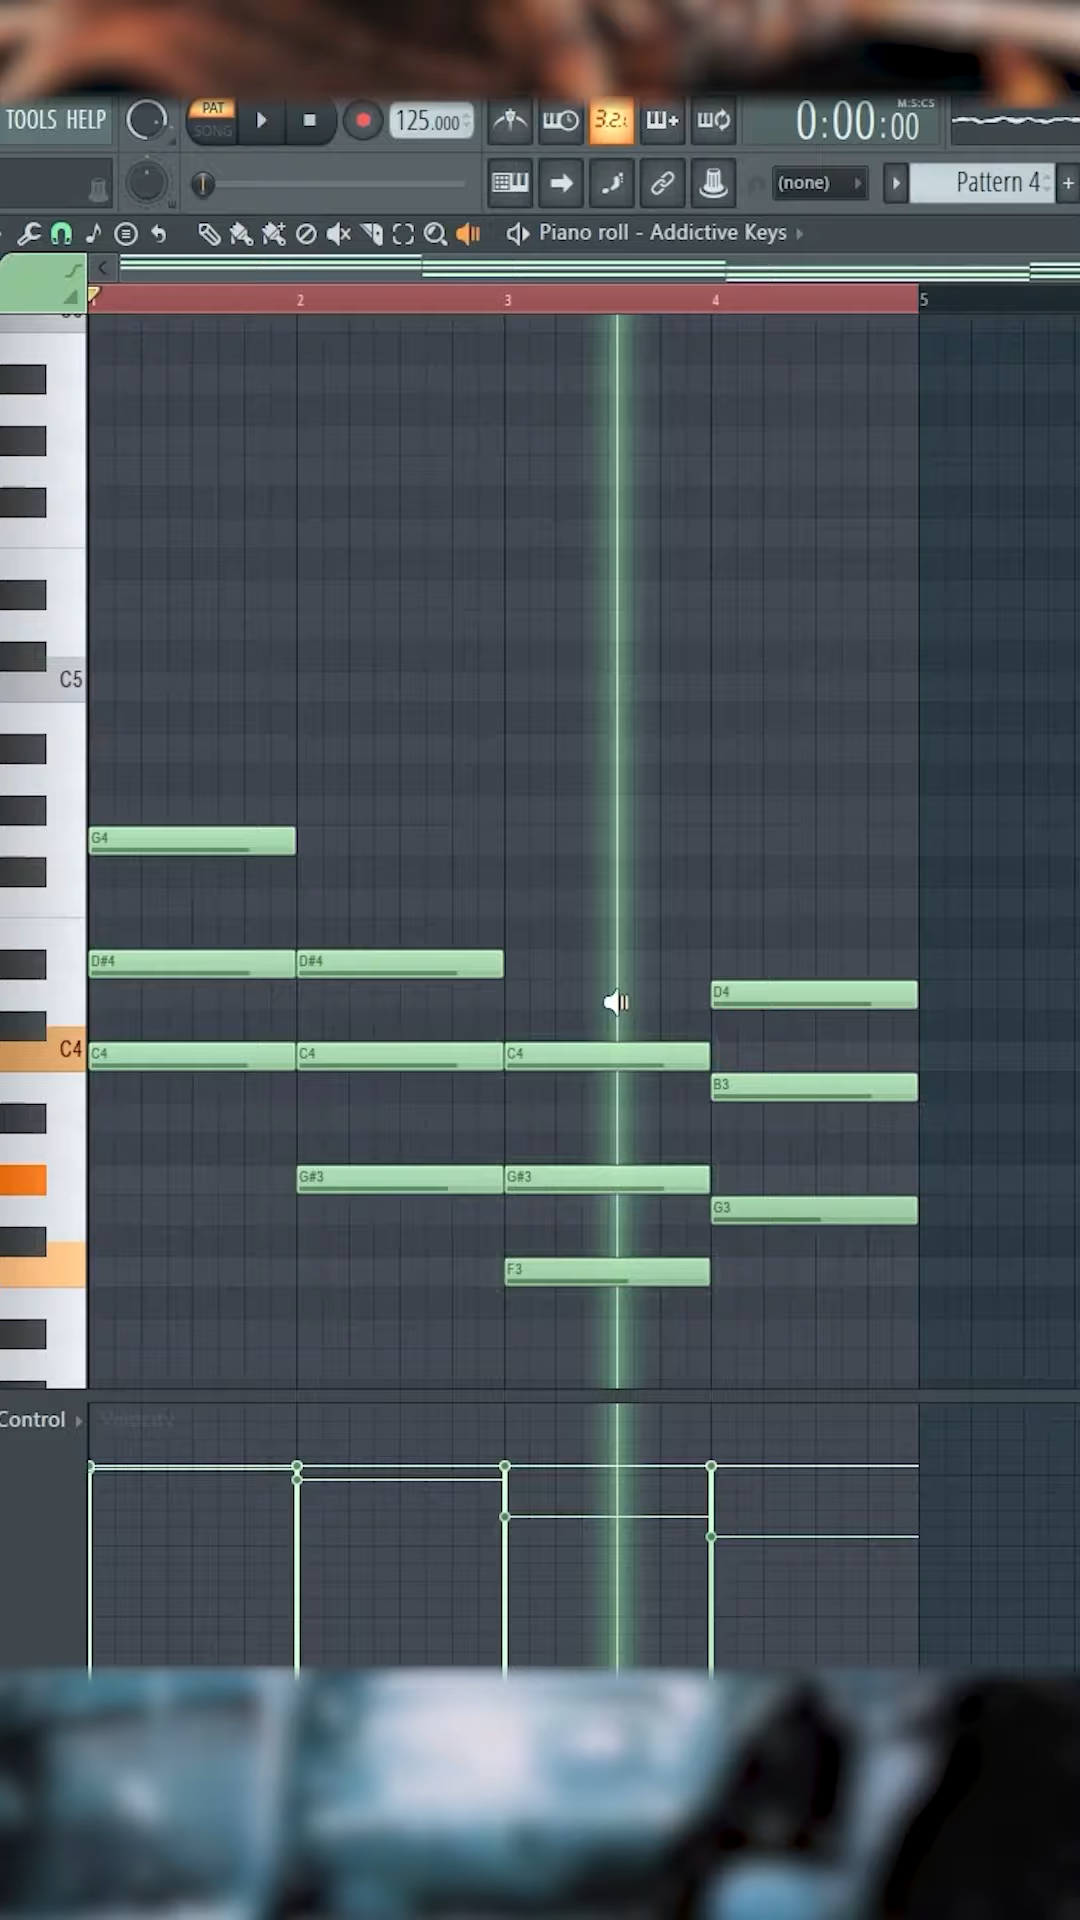 TOOLS HELP
PAT
SONG
125.000
3.2.
0:00:00
M:S:CS
(none)
Pattern 4
+
Piano roll - Addictive Keys
1
2
3
4
5
C5
G4
D#4
D#4
D4
C4
C4
C4
C4
B3
G#3
G#3
G3
F3
Control
Velocity